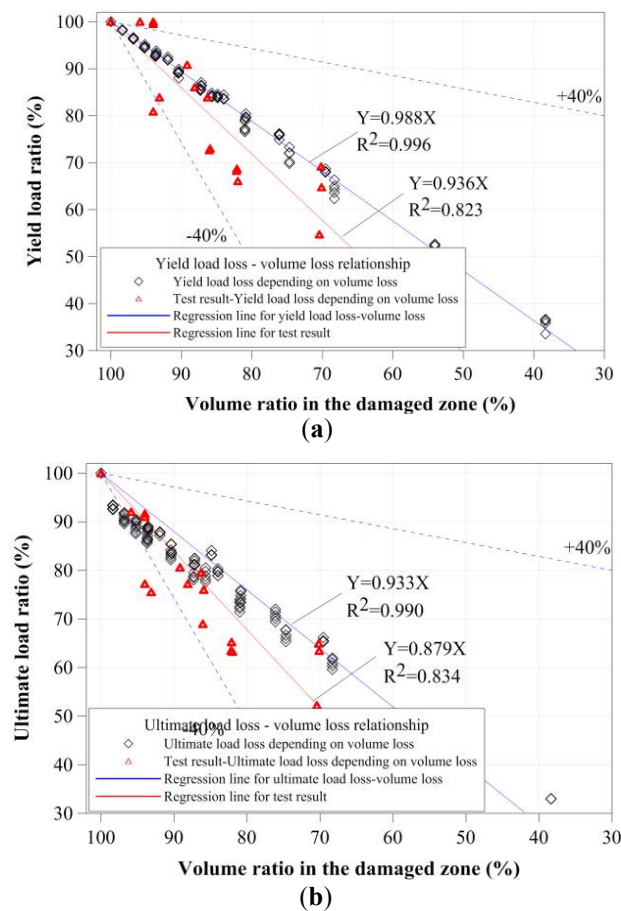 (a)
Yield load ratio (%)
100
90
80
70
60
50
40
30
+40%
Y=0.988X
R2=0.996
Y=0.936X
R2=0.823
-40%
Yield load loss - volume loss relationship
Yield load loss depending on volume loss
Test result-Yield load loss depending on volume loss
Regression line for yield load loss-volume loss
Regression line for test result
100 90 80 70 60 50 40 30
Volume ratio in the damaged zone (%)
(a)
Ultimate load ratio (%)
100
90
80
70
60
50
40
30
+40%
Y=0.933X
R2=0.990
Y=0.879X
R2=0.834
Ultimate load loss - volume loss relationship
-40%
Ultimate load loss depending on volume loss
Test result-Ultimate load loss depending on volume loss
Regression line for ultimate load loss-volume loss
Regression line for test result
100 90 80 70 60 50 40 30
Volume ratio in the damaged zone (%)
(b)